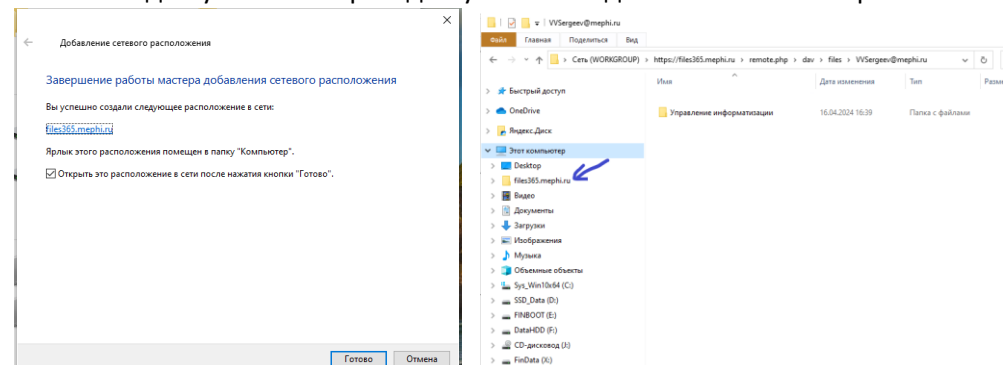 Добавление сетевого расположения
Завершение работы мастера добавления сетевого расположения
Вы успешно создали следующее расположение в сети:
files365.mephi.ru
Ярлык этого расположения помещен в папку "Компьютер".
Открыть это расположение в сети после нажатия кнопки "Готово".
Готово Отмена
VVSergeev@mephi.ru
Файл Главная Поделиться Вид
Сеть (WORKGROUP) > https://files365.mephi.ru > remote.php > dav > files > VVSergeev@mephi.ru
Имя Дата изменения Тип
Быстрый доступ
OneDrive
Яндекс.Диск
Этот компьютер
Desktop
files365.mephi.ru
Видео
Документы
Загрузки
Изображения
Музыка
Объемные объекты
Sys_Win10x64 (C:)
SSD_Data (D:)
FINBOOT (E:)
DataHDD (F:)
CD-дисковод (J:)
FinData (X:)
Управление информатизации 16.04.2024 16:39 Папка с файлами